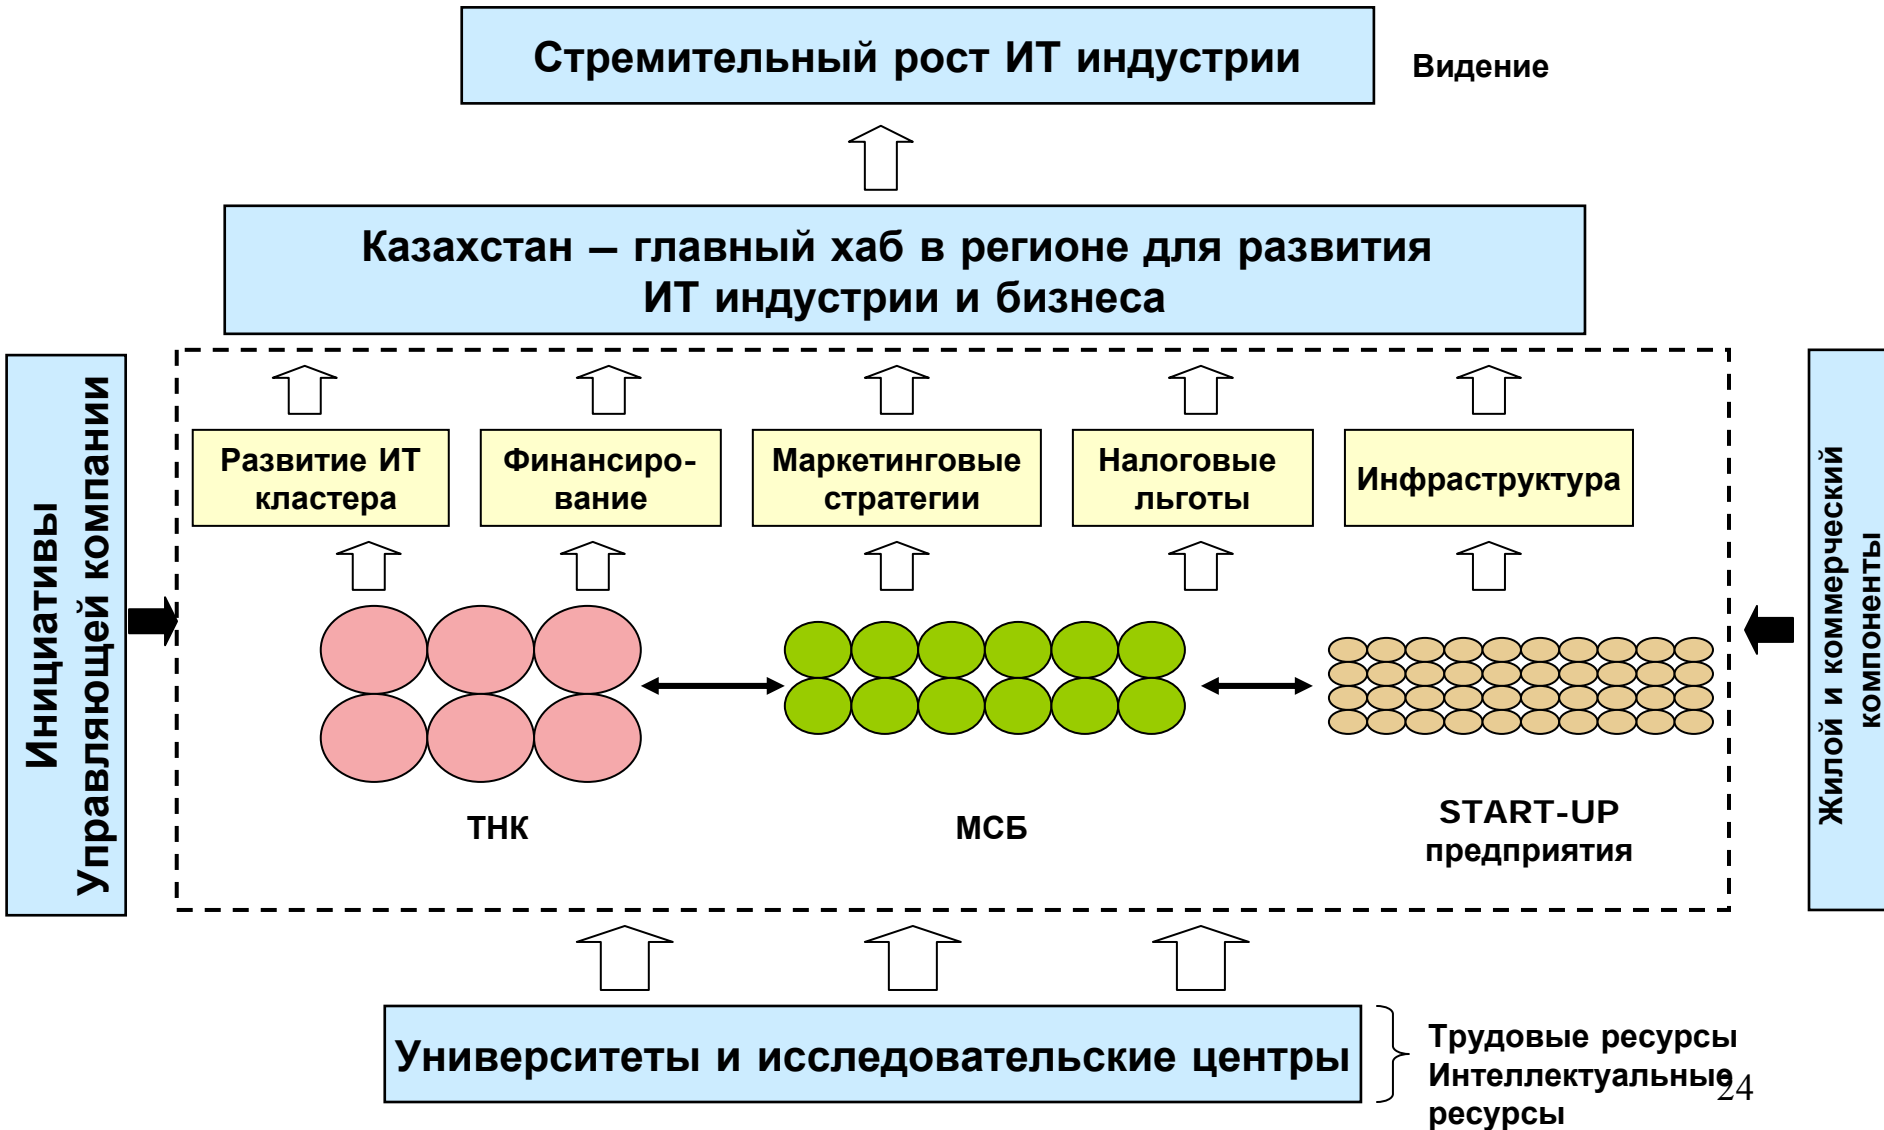 Стремительный рост ИТ индустрии
Видение
Казахстан – главный хаб в регионе для развития
ИТ индустрии и бизнеса
Инициативы
Управляющей компании
Развитие ИТ
кластера
Финансиро-
вание
Маркетинговые
стратегии
Налоговые
льготы
Инфраструктура
Жилой и коммерческий
компоненты
ТНК
МСБ
START-UP
предприятия
Университеты и исследовательские центры
Трудовые ресурсы
Интеллектуальные
ресурсы
24